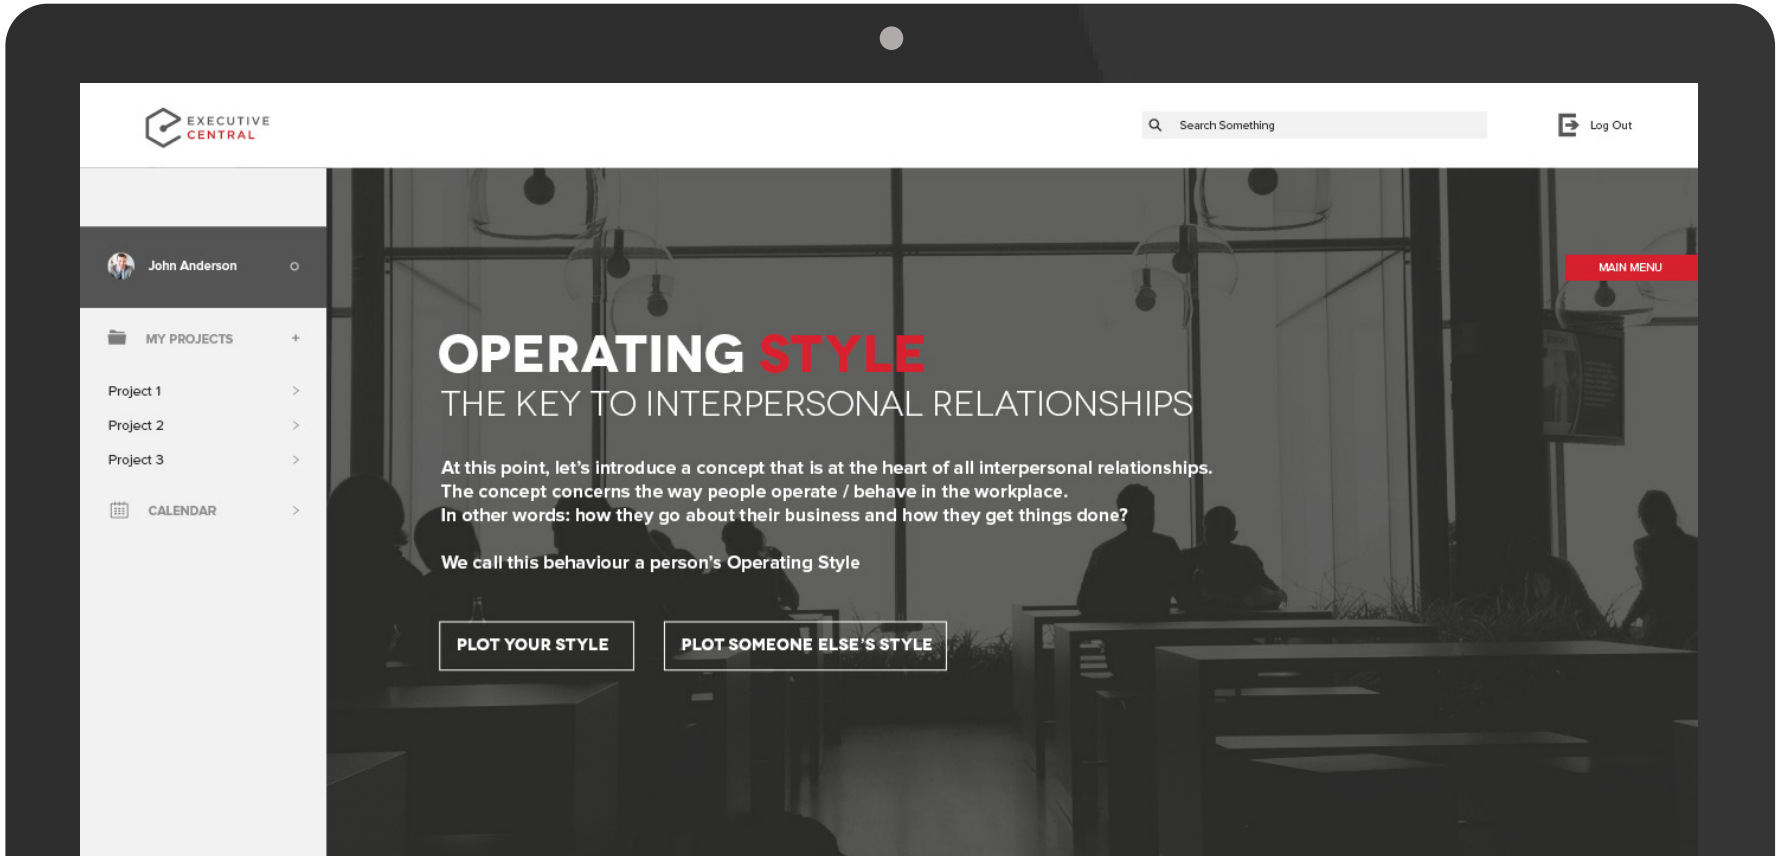 EXECUTIVE
CENTRAL
Search Something
Log Out
John Anderson
MAIN MENU
MY PROJECTS +
Project 1 >
Project 2 >
Project 3 >
CALENDAR >
OPERATING STYLE
THE KEY TO INTERPERSONAL RELATIONSHIPS
At this point, let’s introduce a concept that is at the heart of all interpersonal relationships.
The concept concerns the way people operate / behave in the workplace.
In other words: how they go about their business and how they get things done?
We call this behaviour a person’s Operating Style
PLOT YOUR STYLE
PLOT SOMEONE ELSE’S STYLE